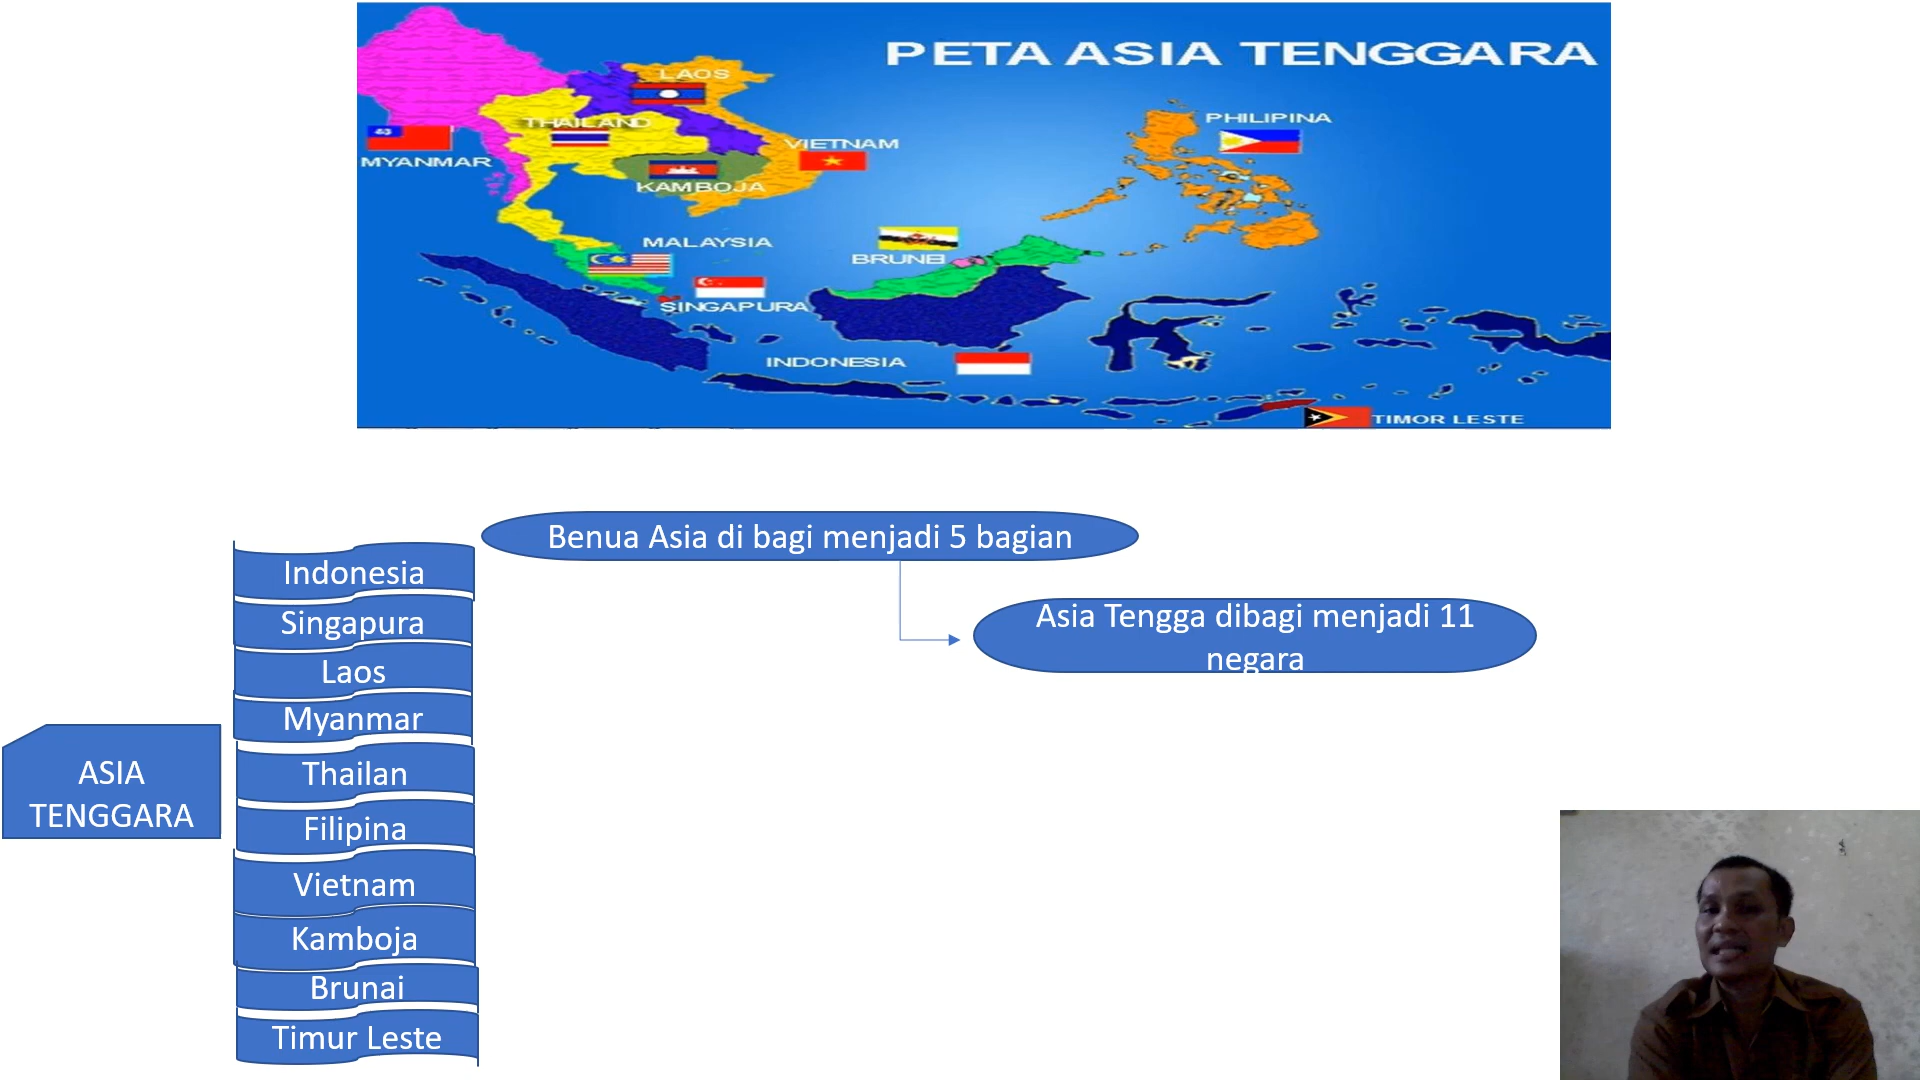 PETA ASIA TENGGARA
LAOS
THAILAND
MYANMAR
VIETNAM
KAMBOJA
PHILIPINA
MALAYSIA
BRUNEI
SINGAPURA
INDONESIA
TIMOR LESTE
Benua Asia di bagi menjadi 5 bagian
Asia Tengga dibagi menjadi 11
negara
ASIA
TENGGARA
Indonesia
Singapura
Laos
Myanmar
Thailan
Filipina
Vietnam
Kamboja
Brunai
Timur Leste